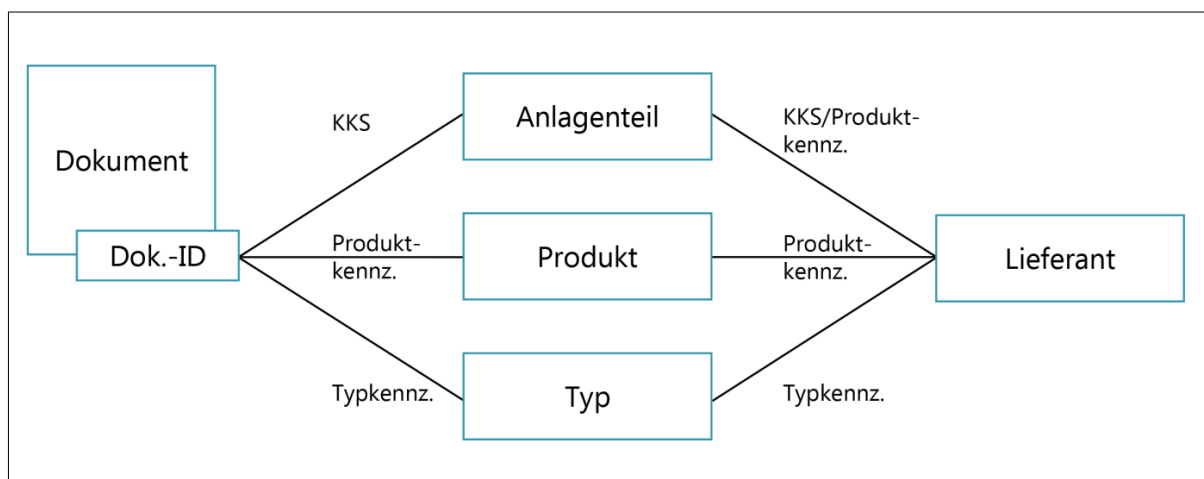 Dokument
Dok.-ID
KKS
Produkt-
kennz.
Typkennz.
Anlagenteil
Produkt
Typ
KKS/Produkt-
kennz.
Produkt-
kennz.
Typkennz.
Lieferant